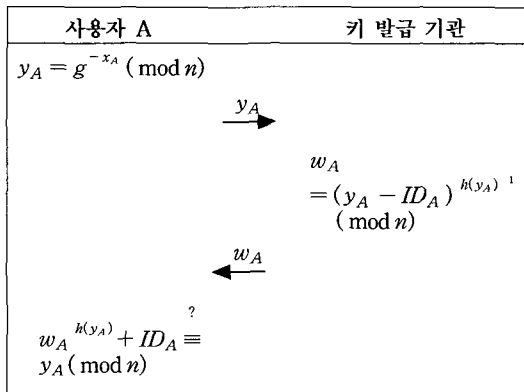 사용자 A 키 발급 기관
y_A = g^{-x_A} (mod n)
y_A
w_A
= (y_A - ID_A)^{h(y_A)^{1}}
(mod n)
w_A
?
w_A^{h(y_A)} + ID_A ≡
y_A (mod n)